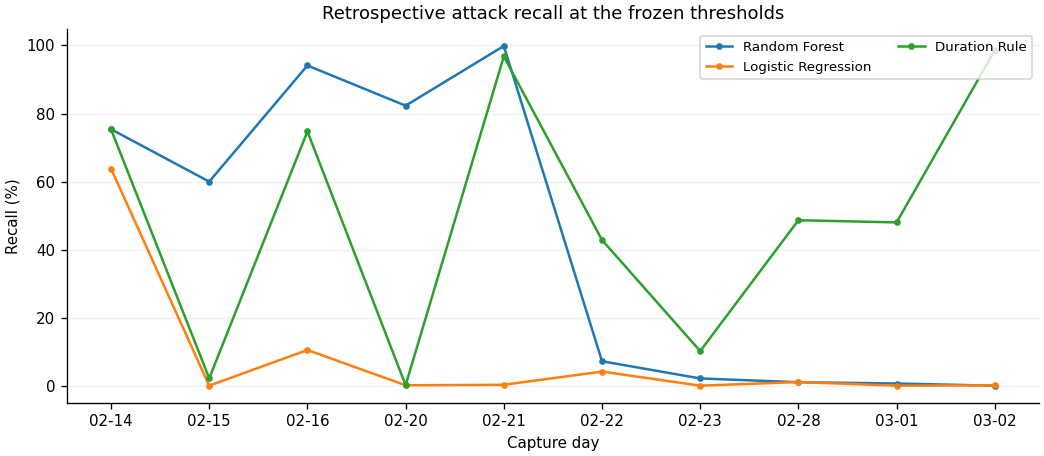 Retrospective attack recall at the frozen thresholds
Random Forest
Logistic Regression
Duration Rule
Recall (%)
100
80
60
40
20
0
02-14 02-15 02-16 02-20 02-21 02-22 02-23 02-28 03-01 03-02
Capture day